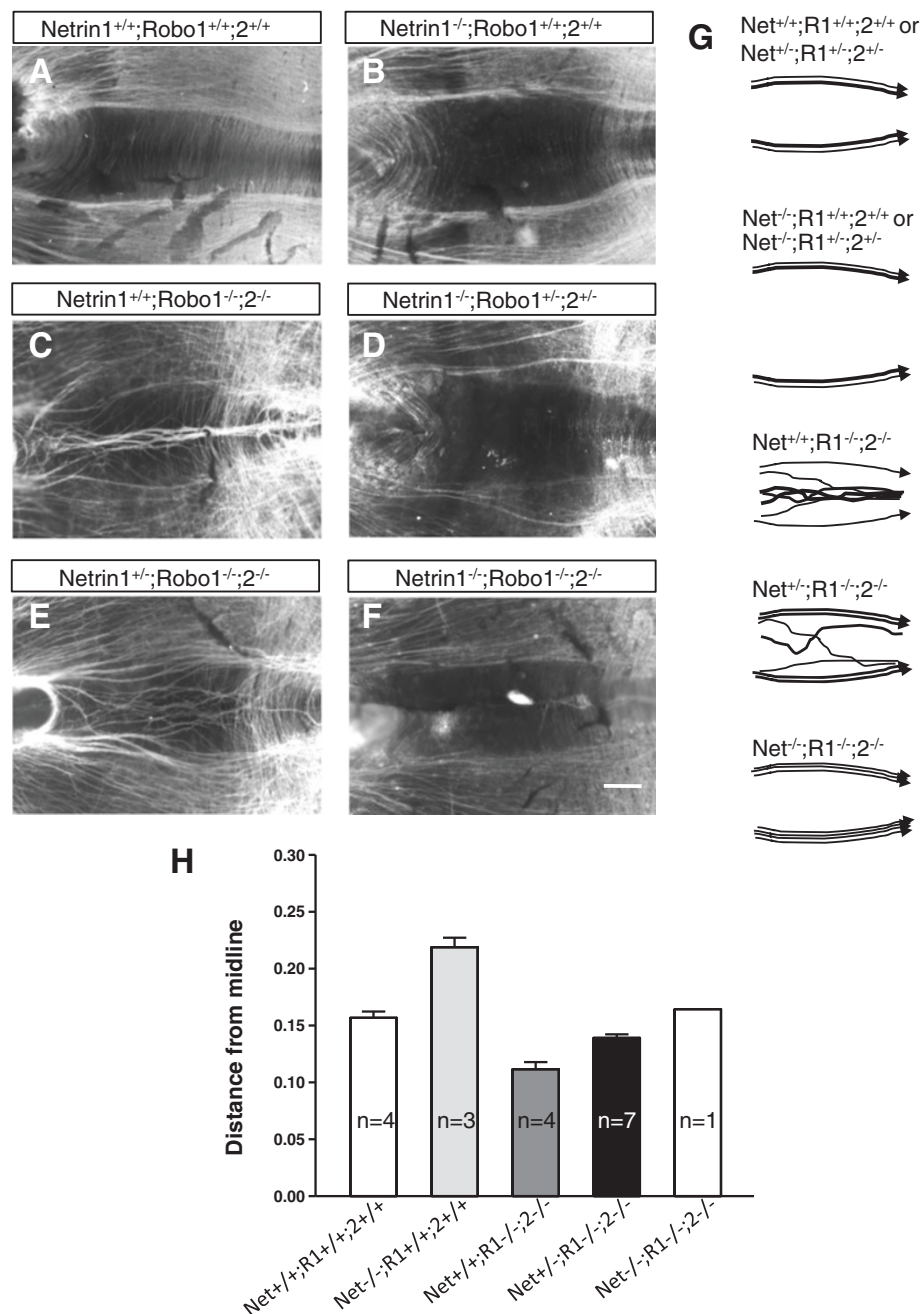 Netrin1+/+;Robo1+/+;2+/+
A
Netrin1-/-;Robo1+/+;2+/+
B
Netrin1+/+;Robo1-/-;2-/-
C
Netrin1-/-;Robo1+/-;2+/-
D
Netrin1+/-;Robo1-/-;2-/-
E
Netrin1-/-;Robo1-/-;2-/-
F
G
Net+/+;R1+/+;2+/+ or
Net+/-;R1+/-;2+/-
Net-/-;R1+/+;2+/+ or
Net-/-;R1+/-;2+/-
Net+/+;R1-/-;2-/-
Net+/-;R1-/-;2-/-
Net-/-;R1-/-;2-/-
H
Distance from midline
0.30
0.25
0.20
0.15
0.10
0.05
0.00
n=4
n=3
n=4
n=7
n=1
Net+/+;R1+/+;2+/+
Net-/-;R1+/+;2+/+
Net+/+;R1-/-;2-/-
Net+/-;R1-/-;2-/-
Net-/-;R1-/-;2-/-